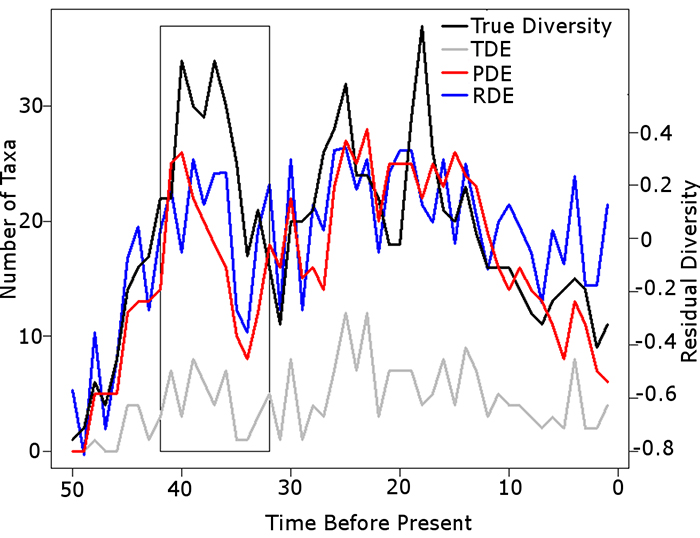 True Diversity
TDE
PDE
RDE
Number of Taxa
30
20
10
0
0.4
0.2
0
-0.2
-0.4
-0.6
-0.8
Residual Diversity
50 40 30 20 10 0
Time Before Present